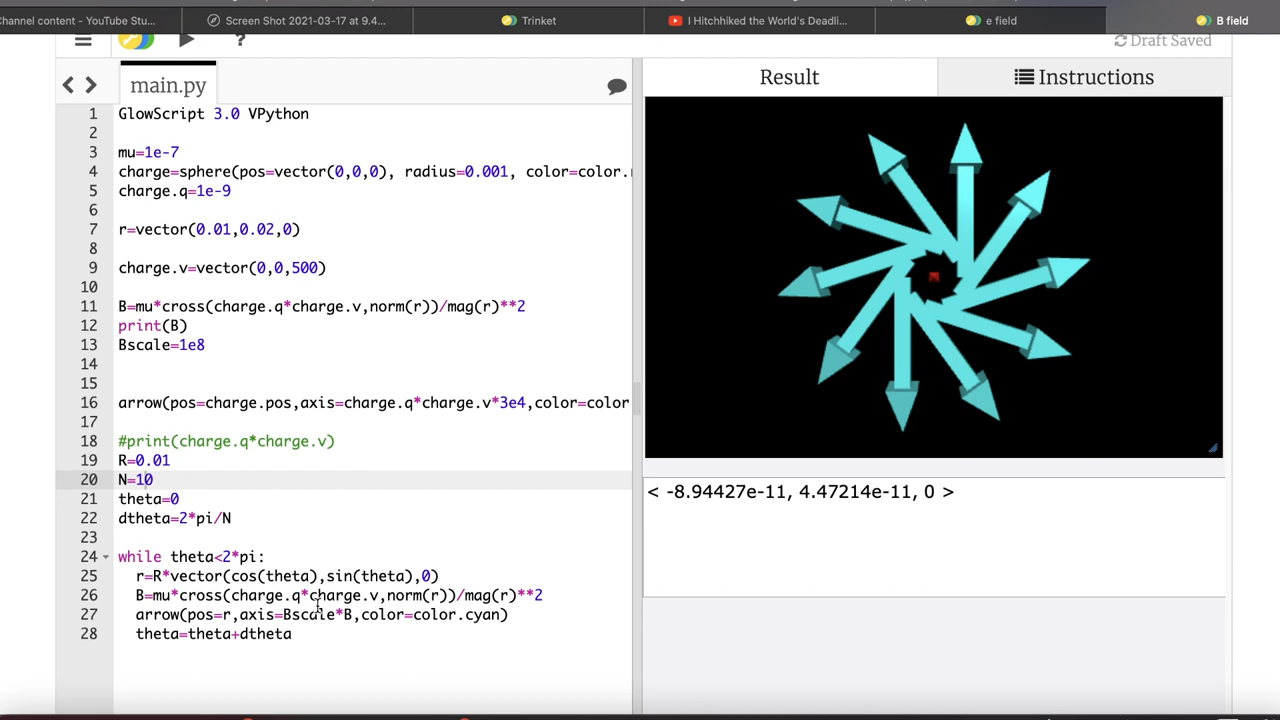 Channel content - YouTube Stu...
Screen Shot 2021-03-17 at 9.4...
Trinket
I Hitchhiked the World's Deadli...
e field
B field
?
Draft Saved
main.py
Result
Instructions
1 GlowScript 3.0 VPython
2
3 mu=1e-7
4 charge=sphere(pos=vector(0,0,0), radius=0.001, color=color.
5 charge.q=1e-9
6
7 r=vector(0.01,0.02,0)
8
9 charge.v=vector(0,0,500)
10
11 B=mu*cross(charge.q*charge.v,norm(r))/mag(r)**2
12 print(B)
13 Bscale=1e8
14
15
16 arrow(pos=charge.pos,axis=charge.q*charge.v*3e4,color=color
17
18 #print(charge.q*charge.v)
19 R=0.01
20 N=10
21 theta=0
22 dtheta=2*pi/N
23
24 while theta<2*pi:
25 r=R*vector(cos(theta),sin(theta),0)
26 B=mu*cross(charge.q*charge.v,norm(r))/mag(r)**2
27 arrow(pos=r,axis=Bscale*B,color=color.cyan)
28 theta=theta+dtheta
< -8.94427e-11, 4.47214e-11, 0 >